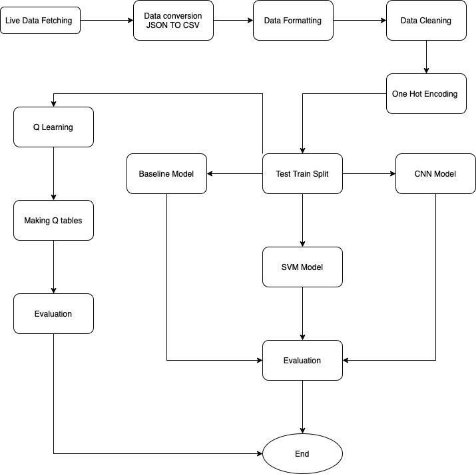 Live Data Fetching
Data conversion
JSON TO CSV
Data Formatting
Data Cleaning
One Hot Encoding
Q Learning
Baseline Model
Test Train Split
CNN Model
Making Q tables
SVM Model
Evaluation
Evaluation
End